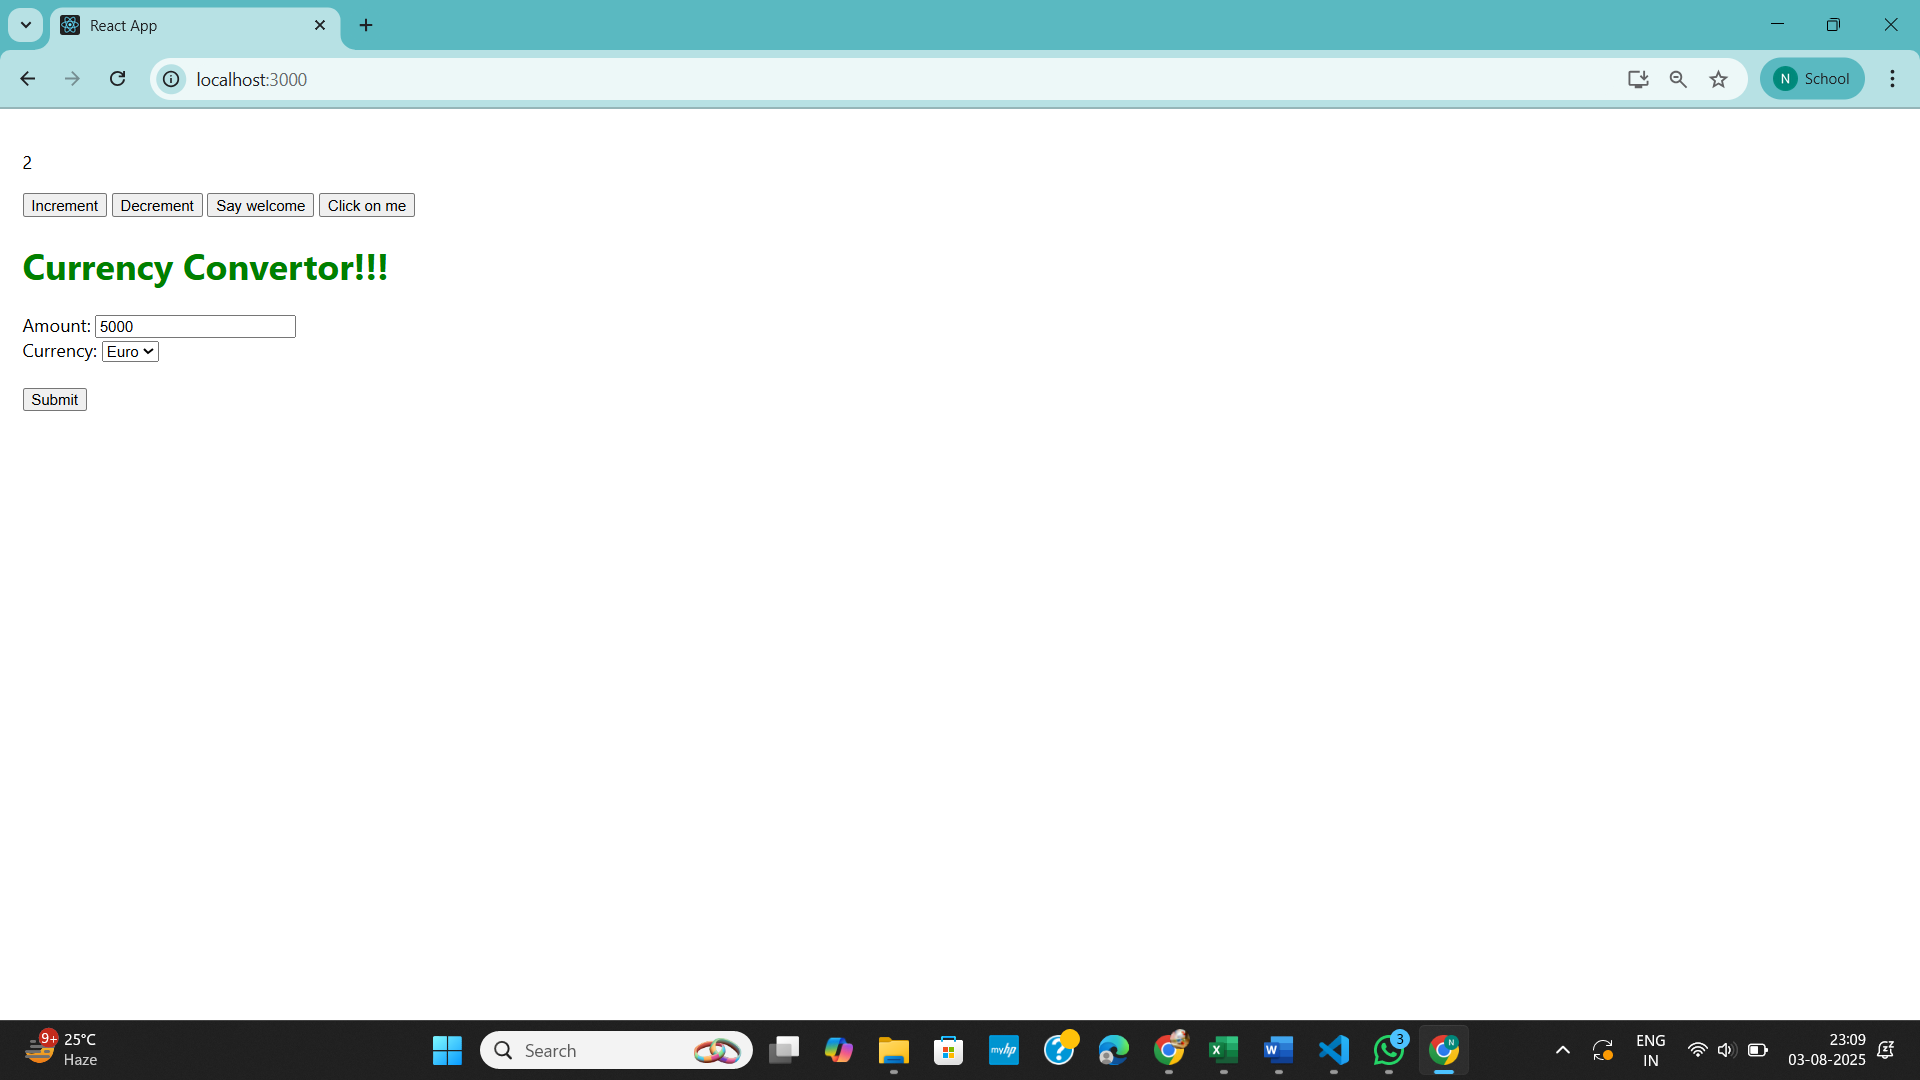 React App
localhost:3000
N School
2
Increment Decrement Say welcome Click on me
Currency Convertor!!!
Amount: 5000
Currency: Euro
Submit
9+ 25°C
Haze
Search
myhp
3
N
ENG
IN
23:09
03-08-2025